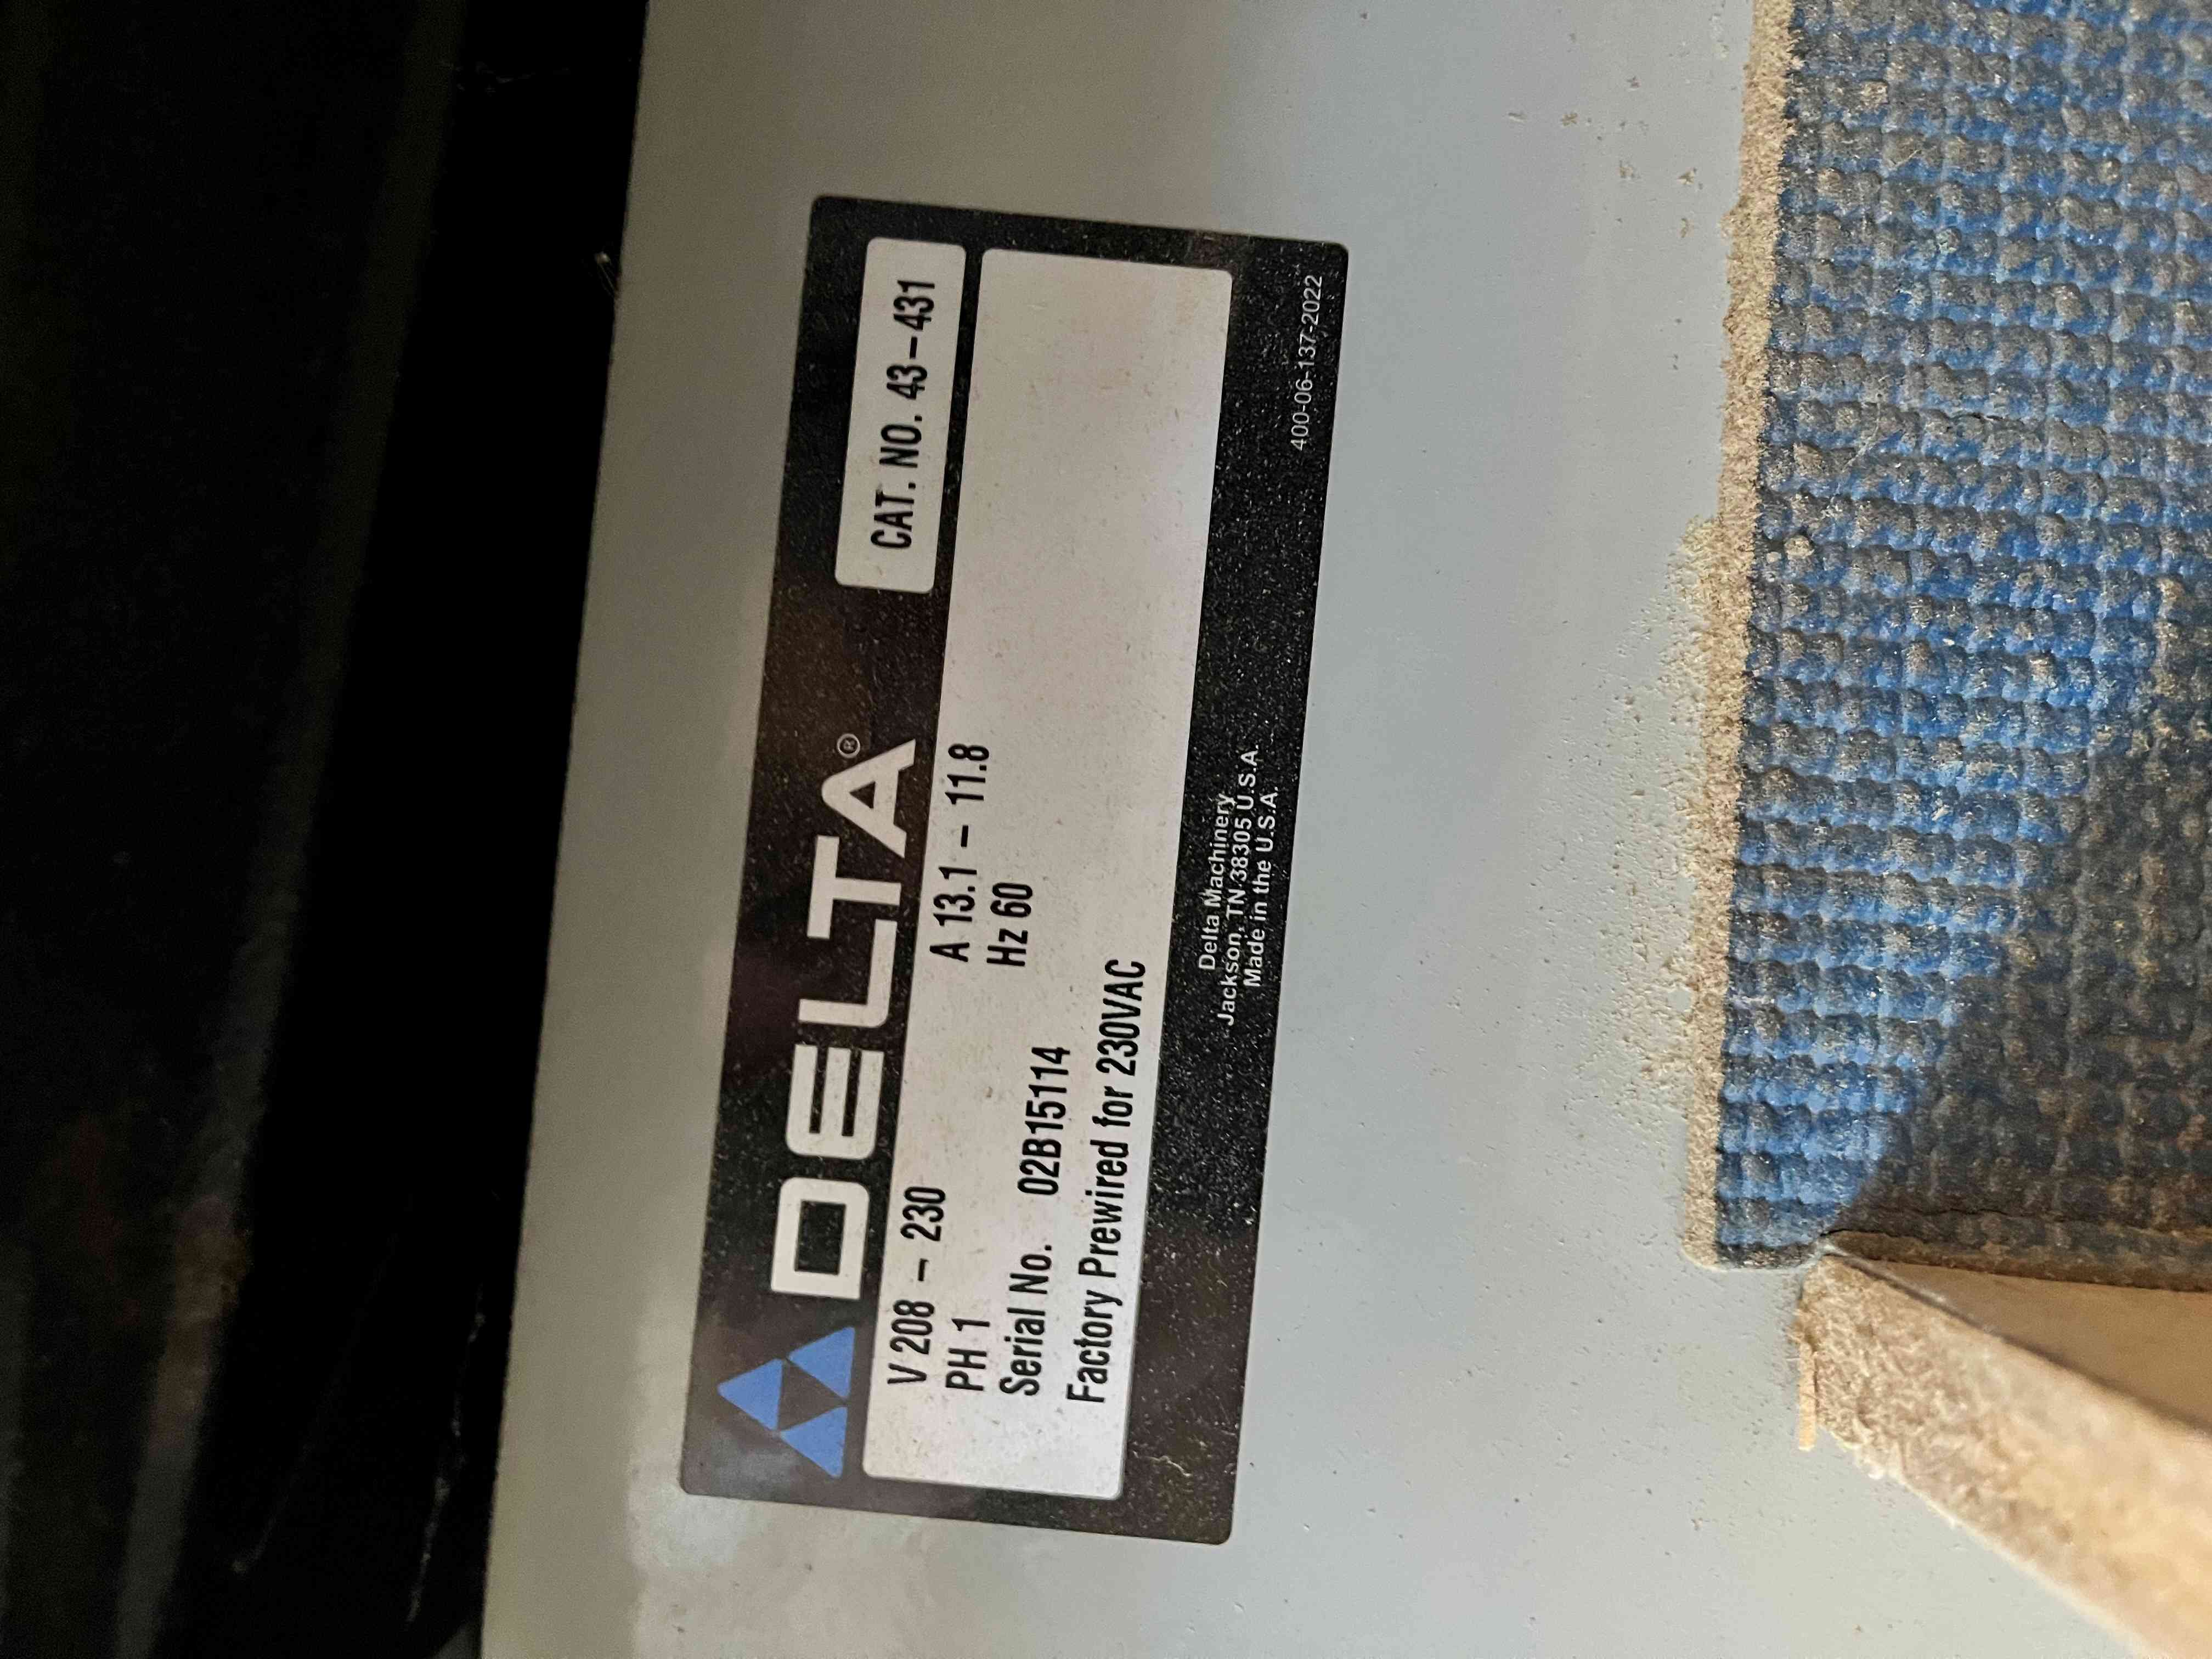 DELTA®
CAT. NO. 43-431
V 208 - 230 A 13.1 - 11.8
PH 1 Hz 60
Serial No. 02B15114
Factory Prewired for 230VAC
Delta Machinery
Jackson, TN 38305 U.S.A.
Made in the U.S.A.
400-06-137-2022